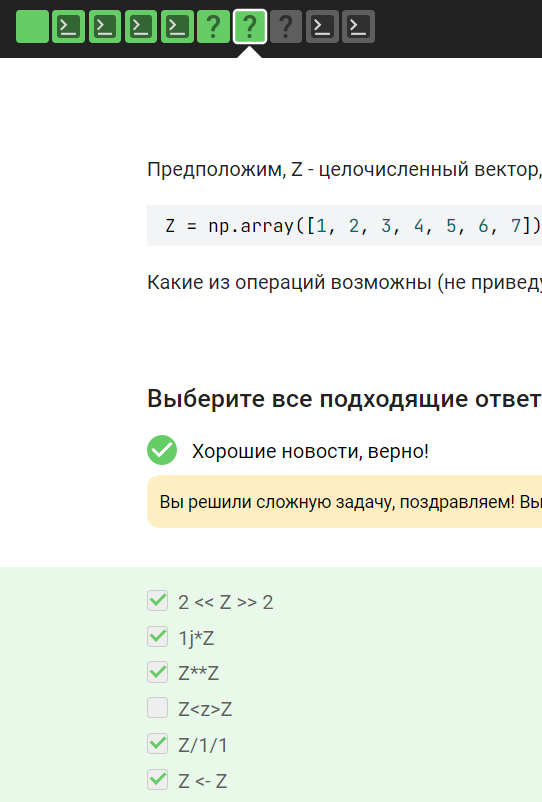 Предположим, Z - целочисленный вектор,
Z = np.array([1, 2, 3, 4, 5, 6, 7])
Какие из операций возможны (не приведу
Выберите все подходящие ответ
Хорошие новости, верно!
Вы решили сложную задачу, поздравляем! Вы
2 << Z >> 2
1j*Z
Z**Z
Z<z>Z
Z/1/1
Z <- Z